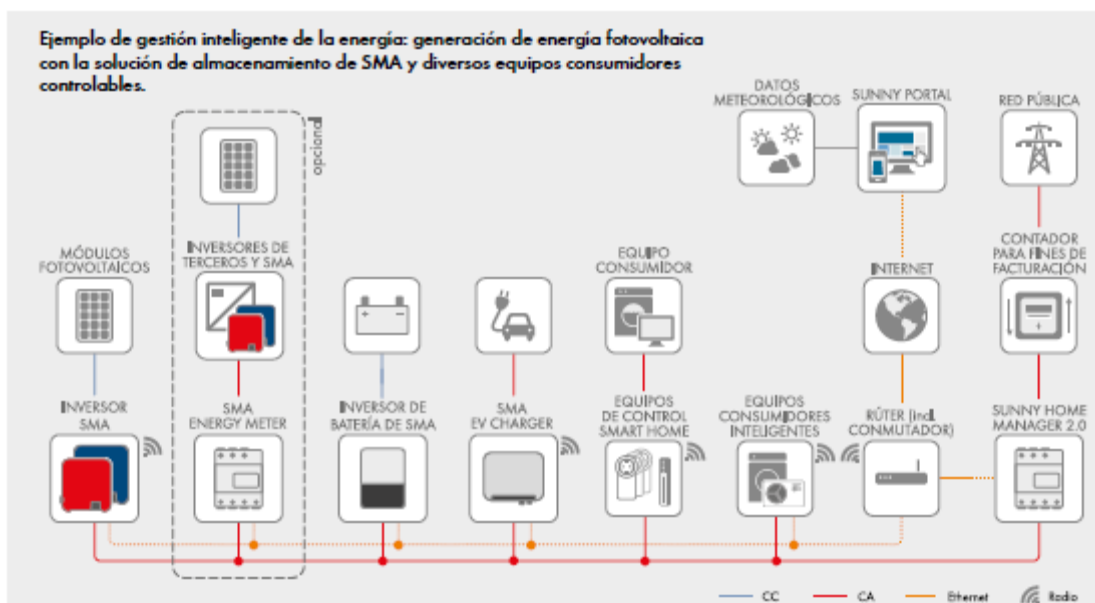 Ejemplo de gestión inteligente de la energía: generación de energía fotovoltaica
con la solución de almacenamiento de SMA y diversos equipos consumidores
controlables.
opcional
DATOS
METEOROLÓGICOS
SUNNY PORTAL
RED PÚBLICA
MÓDULOS
FOTOVOLTAICOS
INVERSORES DE
TERCEROS Y SMA
EQUIPO
CONSUMIDOR
INTERNET
CONTADOR
PARA FINES DE
FACTURACIÓN
INVERSOR
SMA
SMA
ENERGY METER
INVERSOR DE
BATERÍA DE SMA
SMA
EV CHARGER
EQUIPOS
DE CONTROL
SMART HOME
EQUIPOS
CONSUMIDORES
INTELIGENTES
RÚTER (incl.
CONMUTADOR)
SUNNY HOME
MANAGER 2.0
CC
CA
Ethernet
Radio